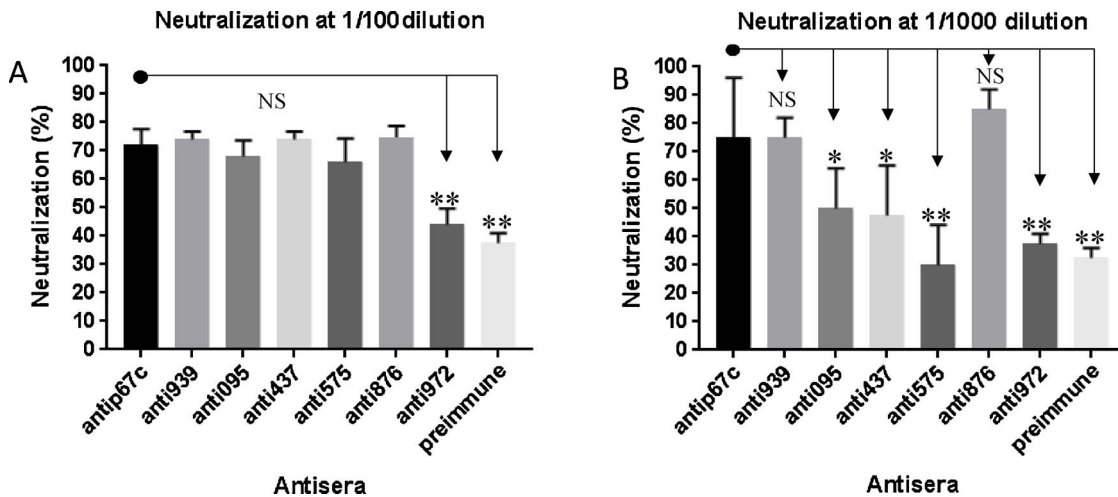 Neutralization at 1/100 dilution
A
Neutralization (%)
100
90
80
70
60
50
40
30
20
10
0
NS
**
**
antip67c
anti939
anti095
anti437
anti575
anti876
anti972
preimmune
Antisera
Neutralization at 1/1000 dilution
B
Neutralization (%)
100
90
80
70
60
50
40
30
20
10
0
NS
*
*
**
NS
**
**
antip67c
anti939
anti095
anti437
anti575
anti876
anti972
preimmune
Antisera